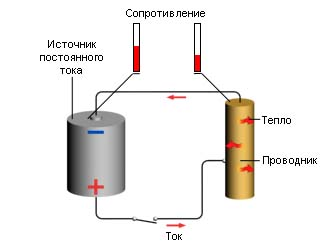 Сопротивление
Источник
постоянного
тока
Тепло
Проводник
Ток